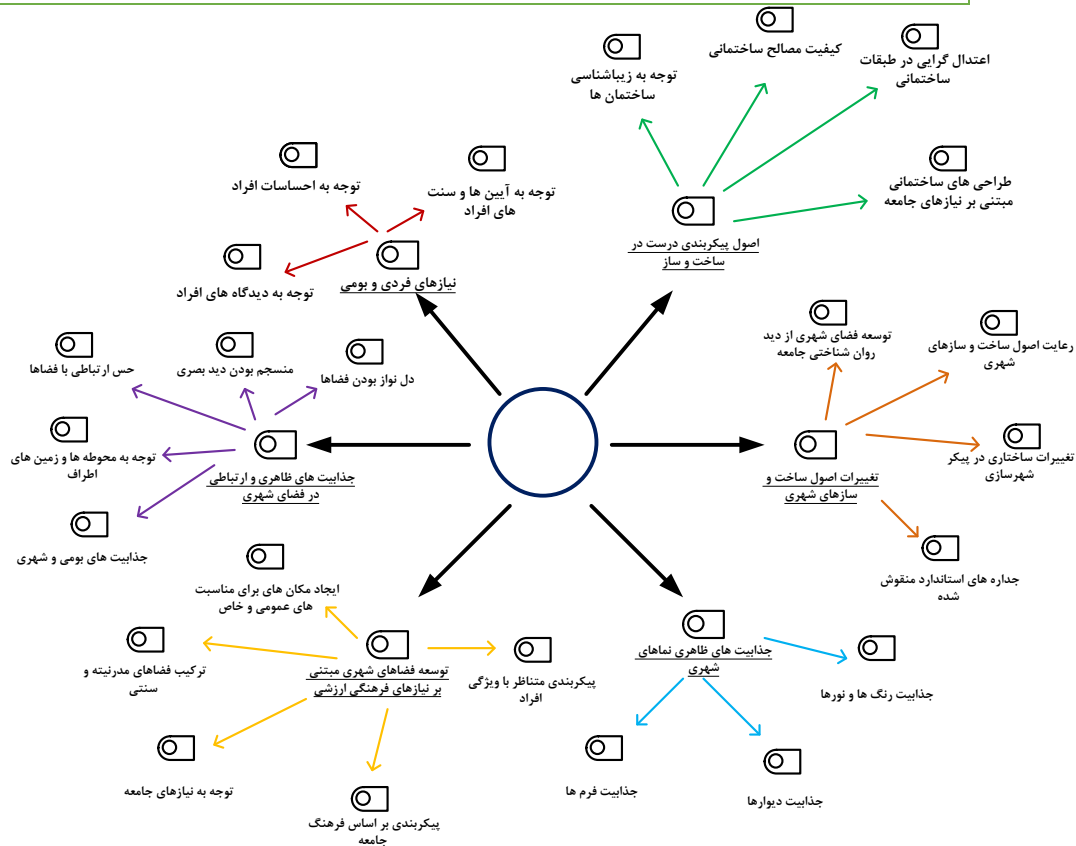 کیفیت مصالح ساختمانی
اعتدال گرایی در طبقات
ساختمانی
توجه به زیباشناسی
ساختمان ها
طراحی های ساختمانی
مبتنی بر نیازهای جامعه
اصول پیکربندی درست در
ساخت و ساز
توجه به آیین ها و سنت
های افراد
توجه به احساسات افراد
توجه به دیدگاه های افراد
نیازهای فردی و بومی
توسعه فضای شهری از دید
روان شناختی جامعه
رعایت اصول ساخت و سازهای
شهری
تغییرات ساختاری در پیکر
شهرسازی
تغییرات اصول ساخت و
سازهای شهری
جداره های استاندارد منقوش
شده
دل نواز بودن فضاها
منسجم بودن دید بصری
حس ارتباطی با فضاها
توجه به محوطه ها و زمین های
اطراف
جذابیت های ظاهری و ارتباطی
در فضای شهری
جذابیت های بومی و شهری
ایجاد مکان های برای مناسبت
های عمومی و خاص
ترکیب فضاهای مدرنیته و
سنتی
توسعه فضاهای شهری مبتنی
بر نیازهای فرهنگی ارزشی
پیکربندی متناظر با ویژگی
افراد
توجه به نیازهای جامعه
پیکربندی بر اساس فرهنگ
جامعه
جذابیت های ظاهری نماهای
شهری
جذابیت رنگ ها و نورها
جذابیت فرم ها
جذابیت دیوارها